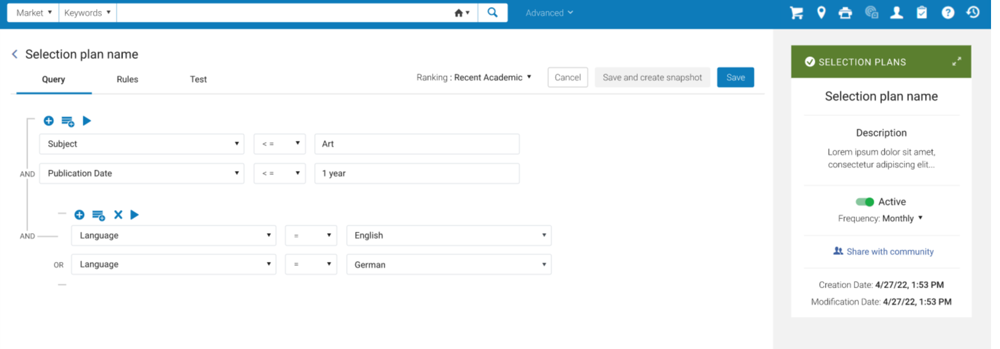 Market Keywords Advanced
Selection plan name
Query Rules Test Ranking : Recent Academic Cancel Save and create snapshot Save
Subject < = Art
AND Publication Date < = 1 year
AND Language = English
OR Language = German
SELECTION PLANS
Selection plan name
Description
Lorem ipsum dolor sit amet,
consectetur adipiscing elit...
Active
Frequency: Monthly
Share with community
Creation Date: 4/27/22, 1:53 PM
Modification Date: 4/27/22, 1:53 PM